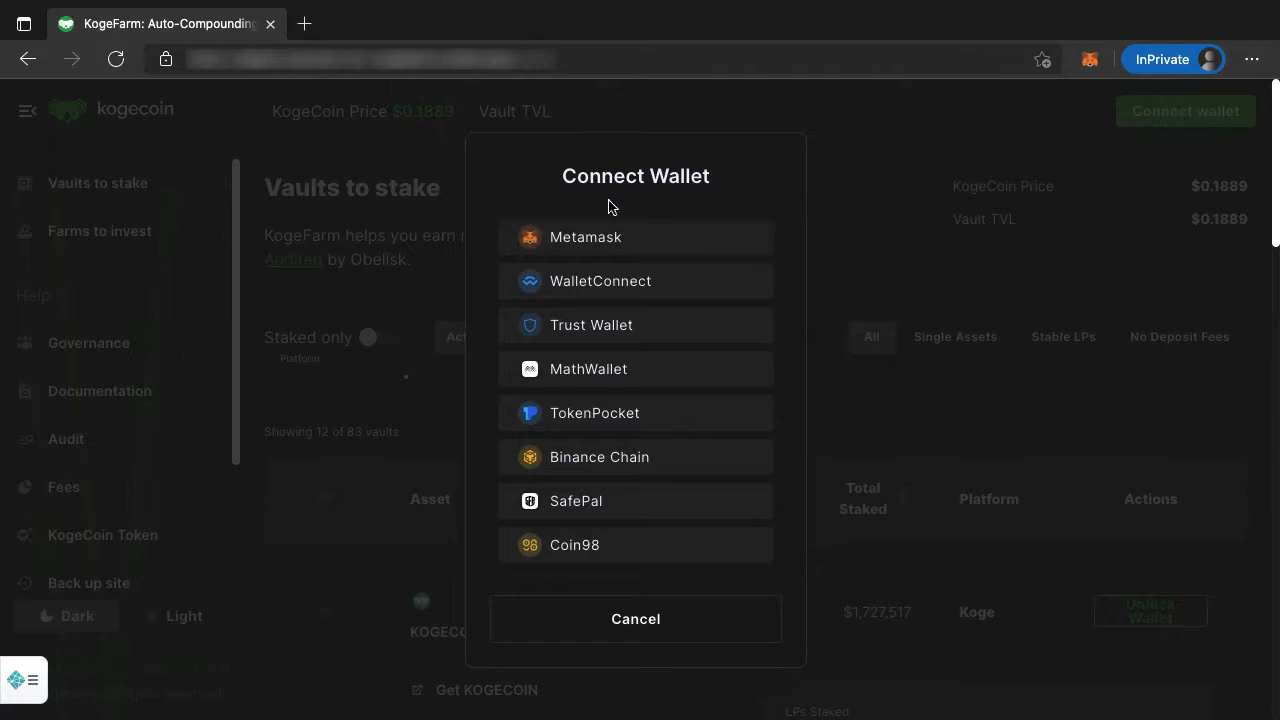 KogeFarm: Auto-Compounding
InPrivate
kogecoin
KogeCoin Price $0.1889
Vault TVL
Connect wallet
Vaults to stake
Farms to invest
Help
Governance
Documentation
Audit
Fees
KogeCoin Token
Back up site
Dark
Light
Vaults to stake
KogeFarm helps you earn
Audited by Obelisk.
KogeCoin Price $0.1889
Vault TVL $0.1889
Staked only
Platform
All
Single Assets
Stable LPs
No Deposit Fees
Showing 12 of 83 vaults
Asset
Total
Staked
Platform
Actions
$1,727,517
Koge
Unlock
Wallet
Get KOGECOIN
LPs Staked
Connect Wallet
Metamask
WalletConnect
Trust Wallet
MathWallet
TokenPocket
Binance Chain
SafePal
Coin98
Cancel